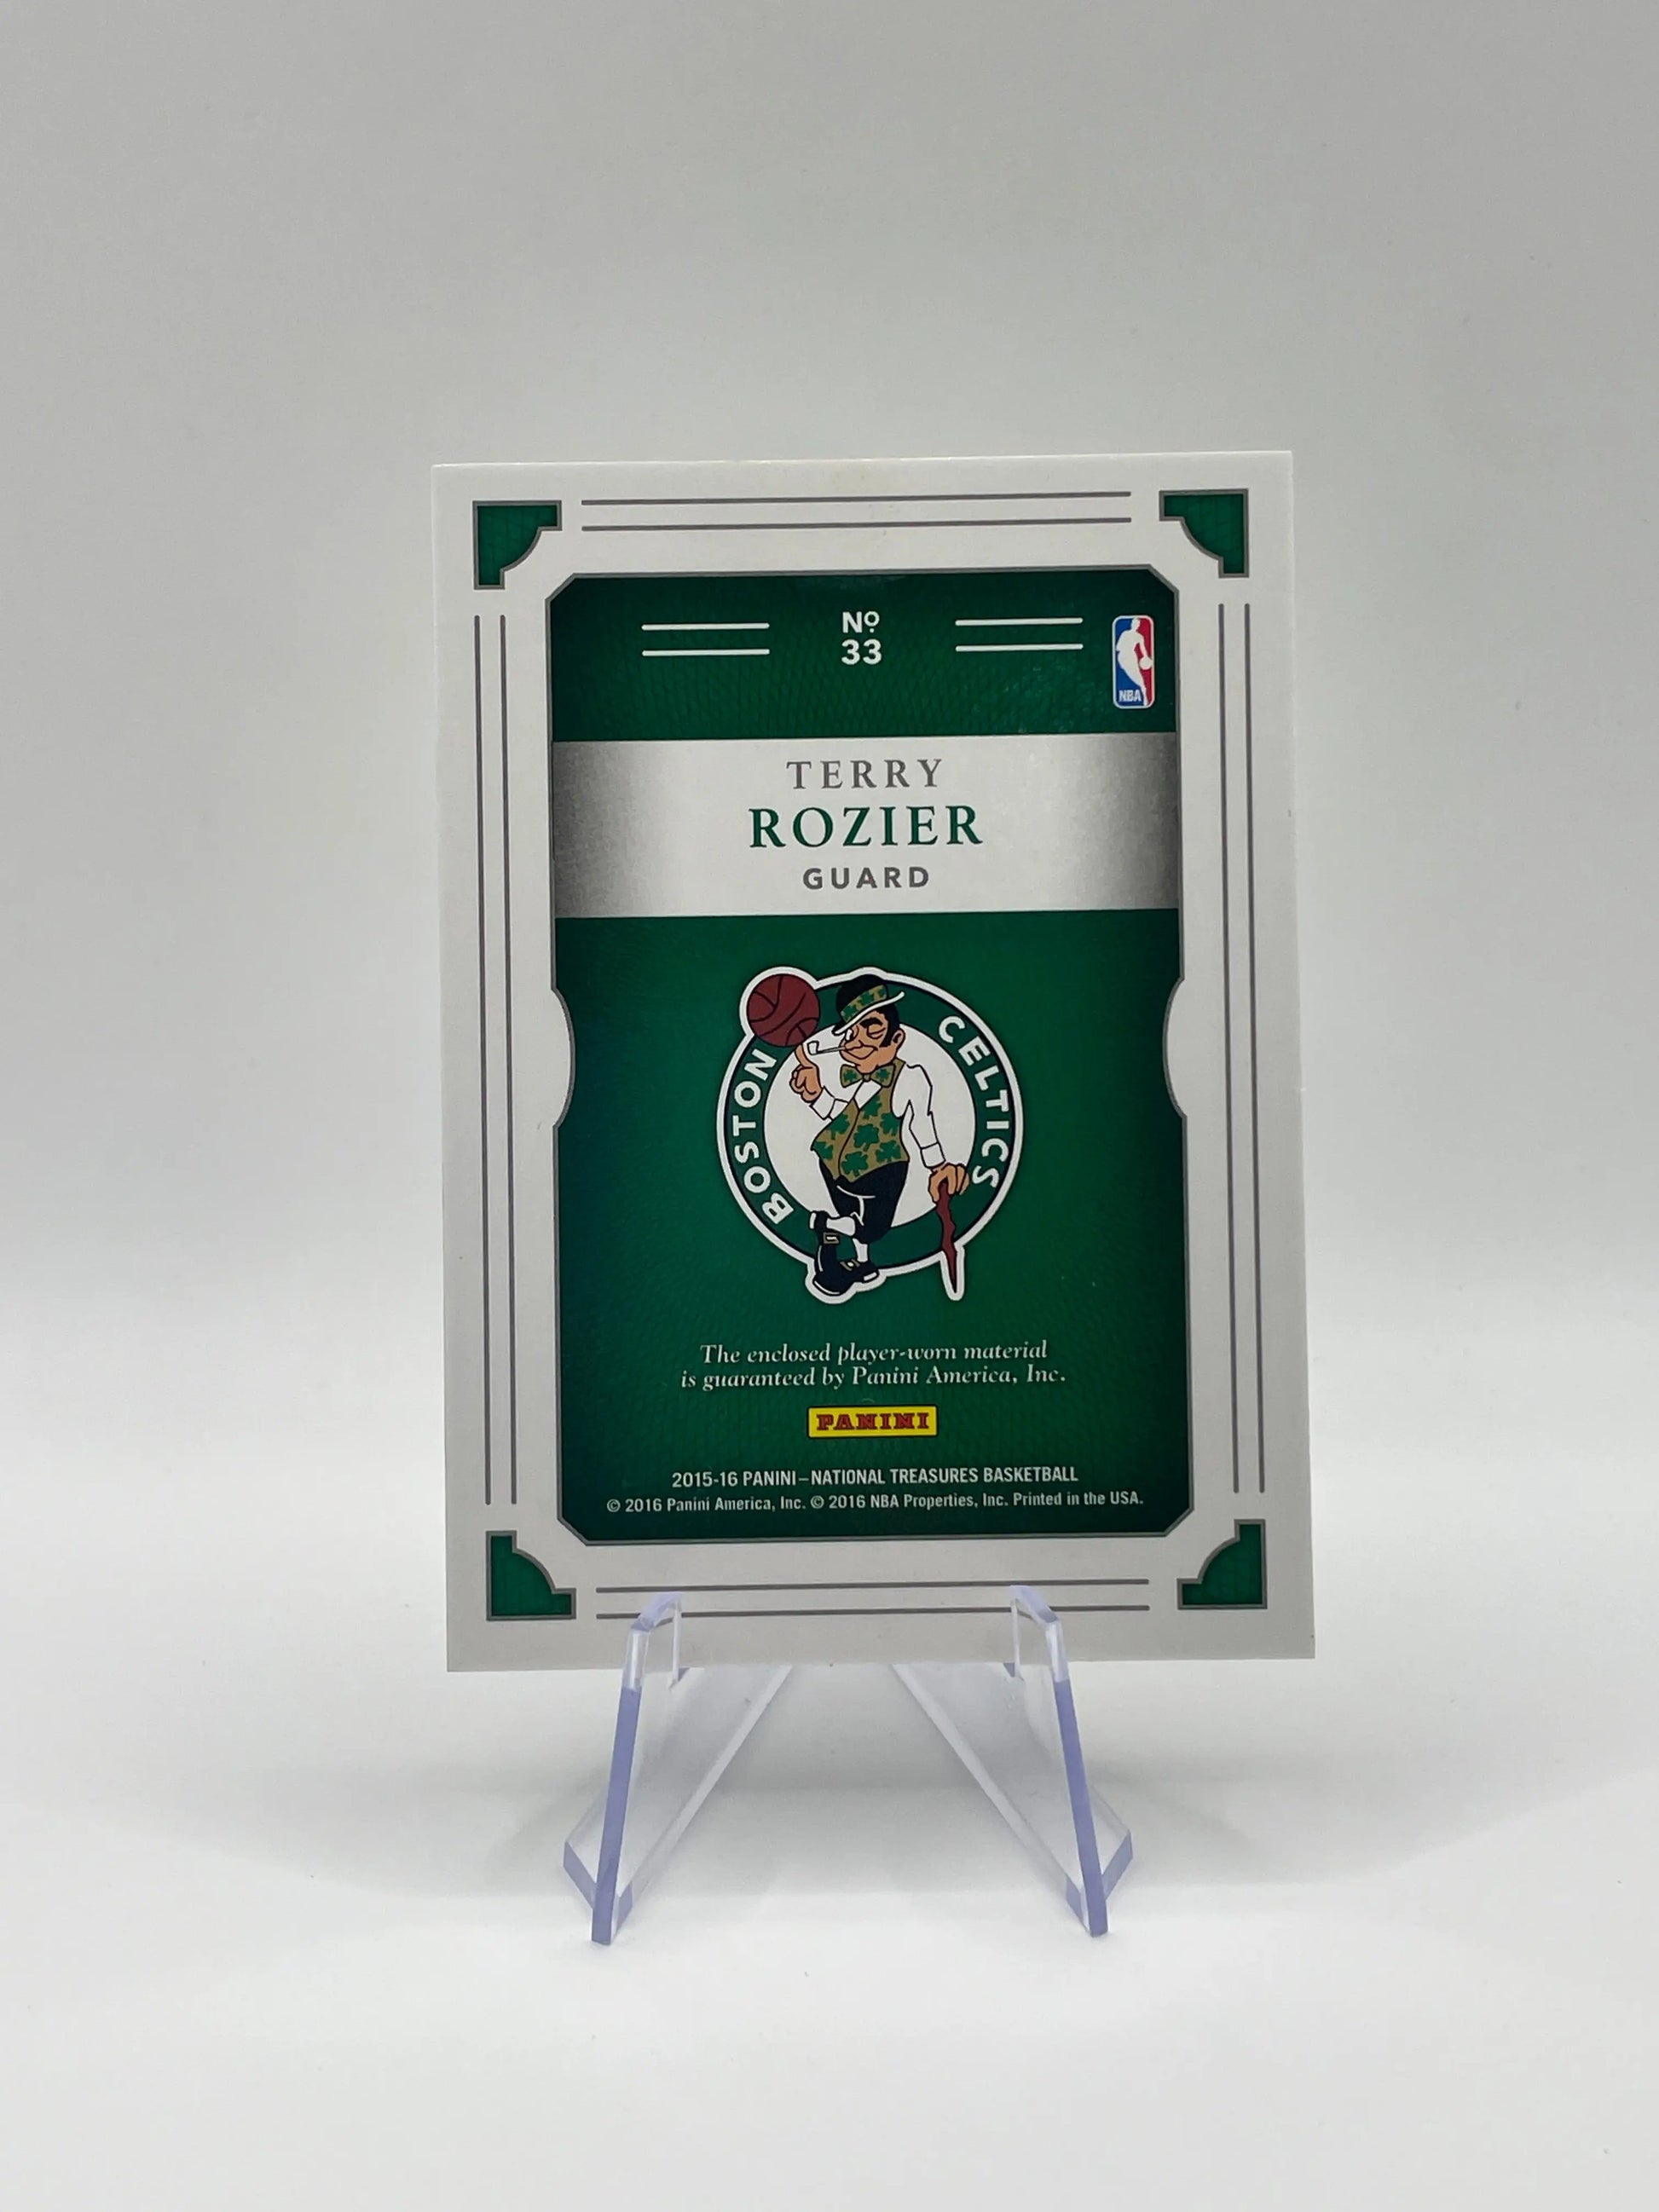 Nº
33
NBA
TERRY
ROZIER
GUARD
BOSTON CELTICS
The enclosed player-worn material
is guaranteed by Panini America, Inc.
PANINI
2015-16 PANINI–NATIONAL TREASURES BASKETBALL
© 2016 Panini America, Inc. © 2016 NBA Properties, Inc. Printed in the USA.